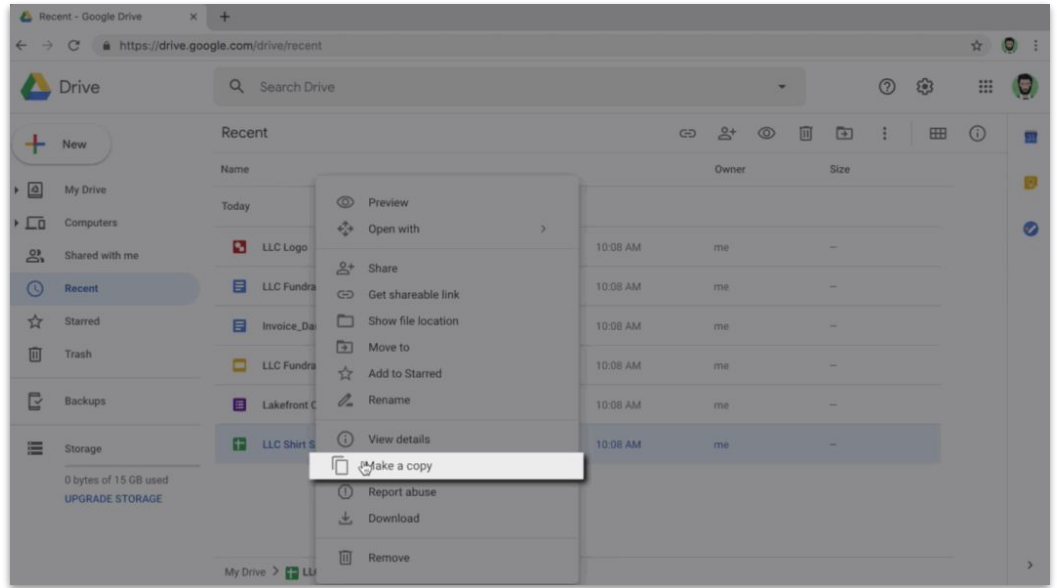 Recent - Google Drive
https://drive.google.com/drive/recent
Drive
Search Drive
New
My Drive
Computers
Shared with me
Recent
Starred
Trash
Backups
Storage
0 bytes of 15 GB used
UPGRADE STORAGE
Recent
Name Owner Size
Today
LLC Logo 10:08 AM me —
LLC Fundra 10:08 AM me —
Invoice_Da 10:08 AM me —
LLC Fundra 10:08 AM me —
Lakefront C 10:08 AM me —
LLC Shirt S 10:08 AM me —
Preview
Open with
Share
Get shareable link
Show file location
Move to
Add to Starred
Rename
View details
Make a copy
Report abuse
Download
Remove
My Drive > LL